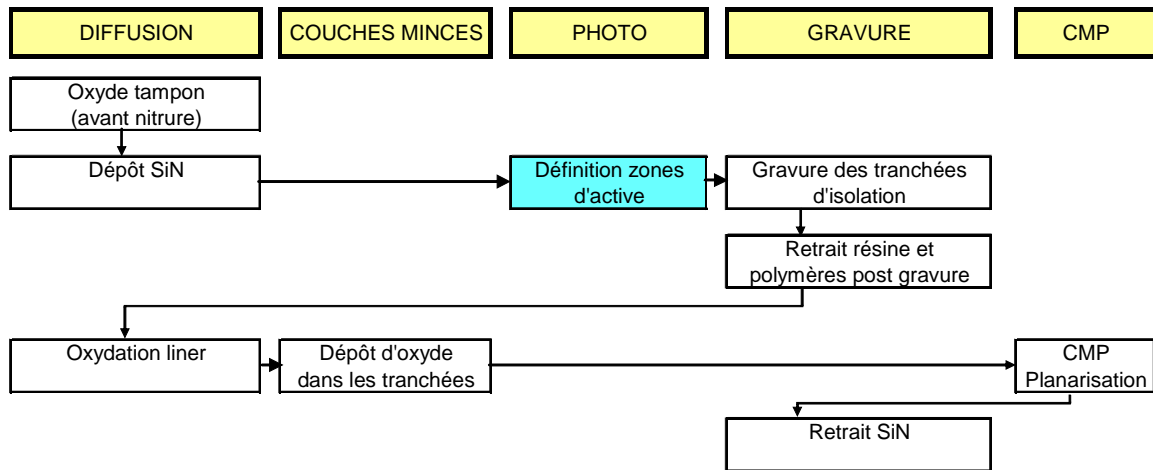 DIFFUSION
COUCHES MINCES
PHOTO
GRAVURE
CMP
Oxyde tampon
(avant nitrure)
Dépôt SiN
Définition zones
d'active
Gravure des tranchées
d'isolation
Retrait résine et
polymères post gravure
Oxydation liner
Dépôt d'oxyde
dans les tranchées
CMP
Planarisation
Retrait SiN